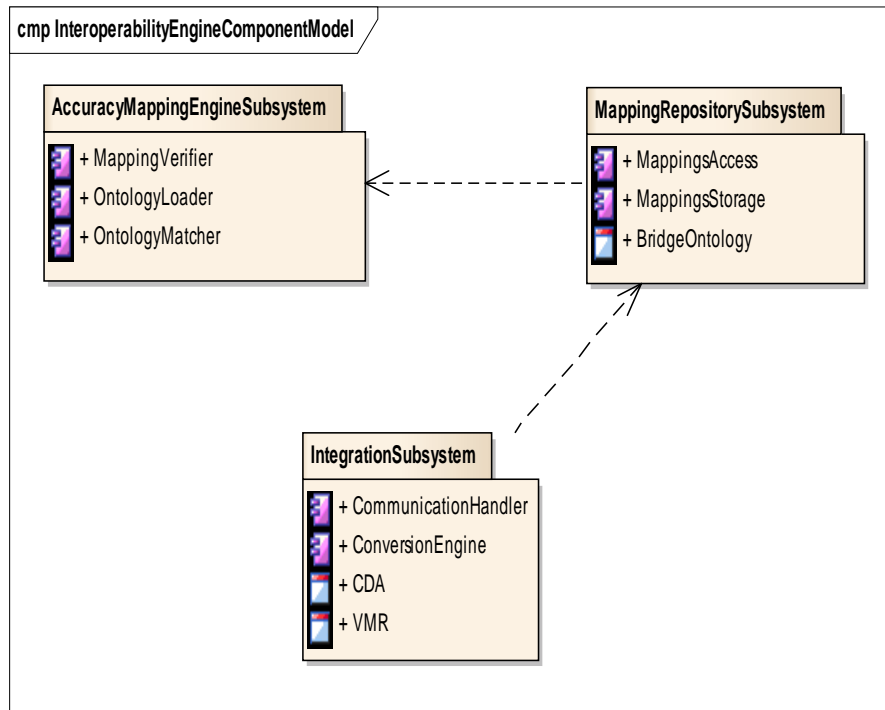 cmp InteroperabilityEngineComponentModel
AccuracyMappingEngineSubsystem
+ MappingVerifier
+ OntologyLoader
+ OntologyMatcher
MappingRepositorySubsystem
+ MappingsAccess
+ MappingsStorage
+ BridgeOntology
IntegrationSubsystem
+ CommunicationHandler
+ ConversionEngine
+ CDA
+ VMR